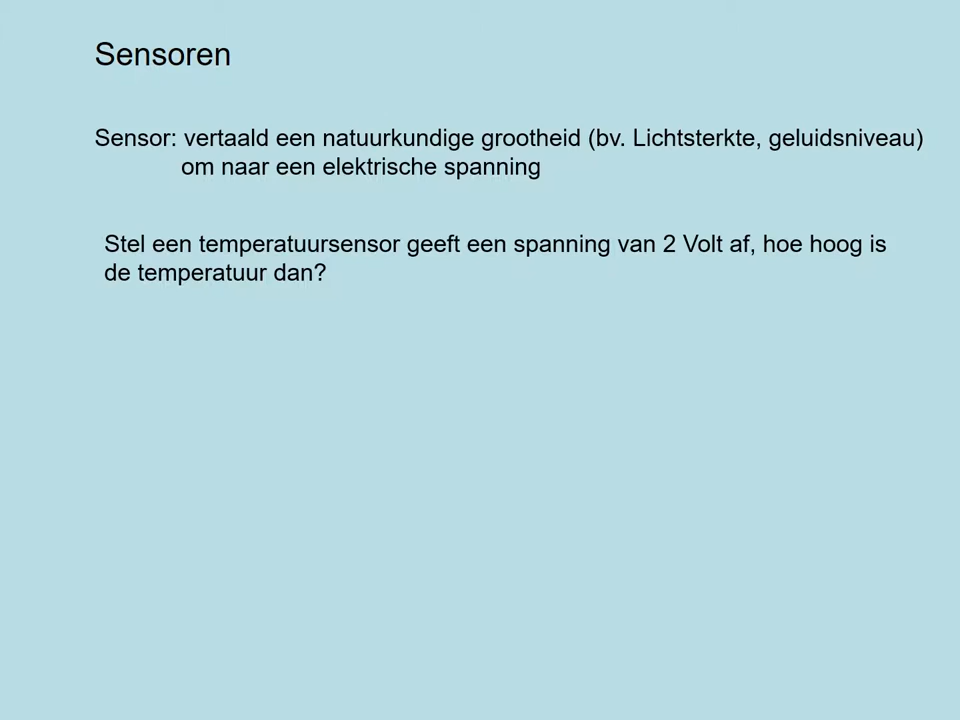 Sensoren
Sensor: vertaald een natuurkundige grootheid (bv. Lichtsterkte, geluidsniveau)
om naar een elektrische spanning
Stel een temperatuursensor geeft een spanning van 2 Volt af, hoe hoog is
de temperatuur dan?